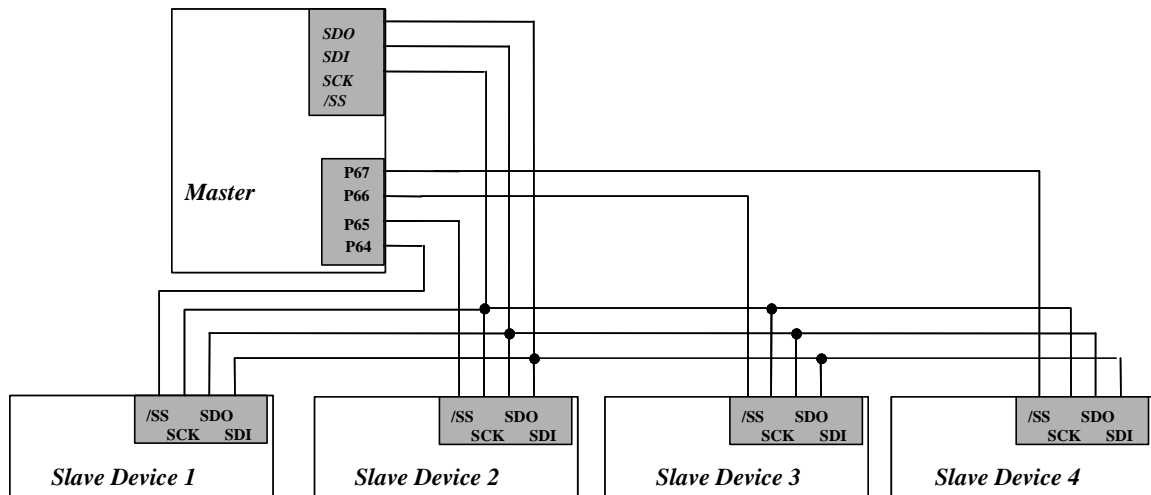 SDO
SDI
SCK
/SS
Master
P67
P66
P65
P64
/SS SDO
SCK SDI
Slave Device 1
/SS SDO
SCK SDI
Slave Device 2
/SS SDO
SCK SDI
Slave Device 3
/SS SDO
SCK SDI
Slave Device 4